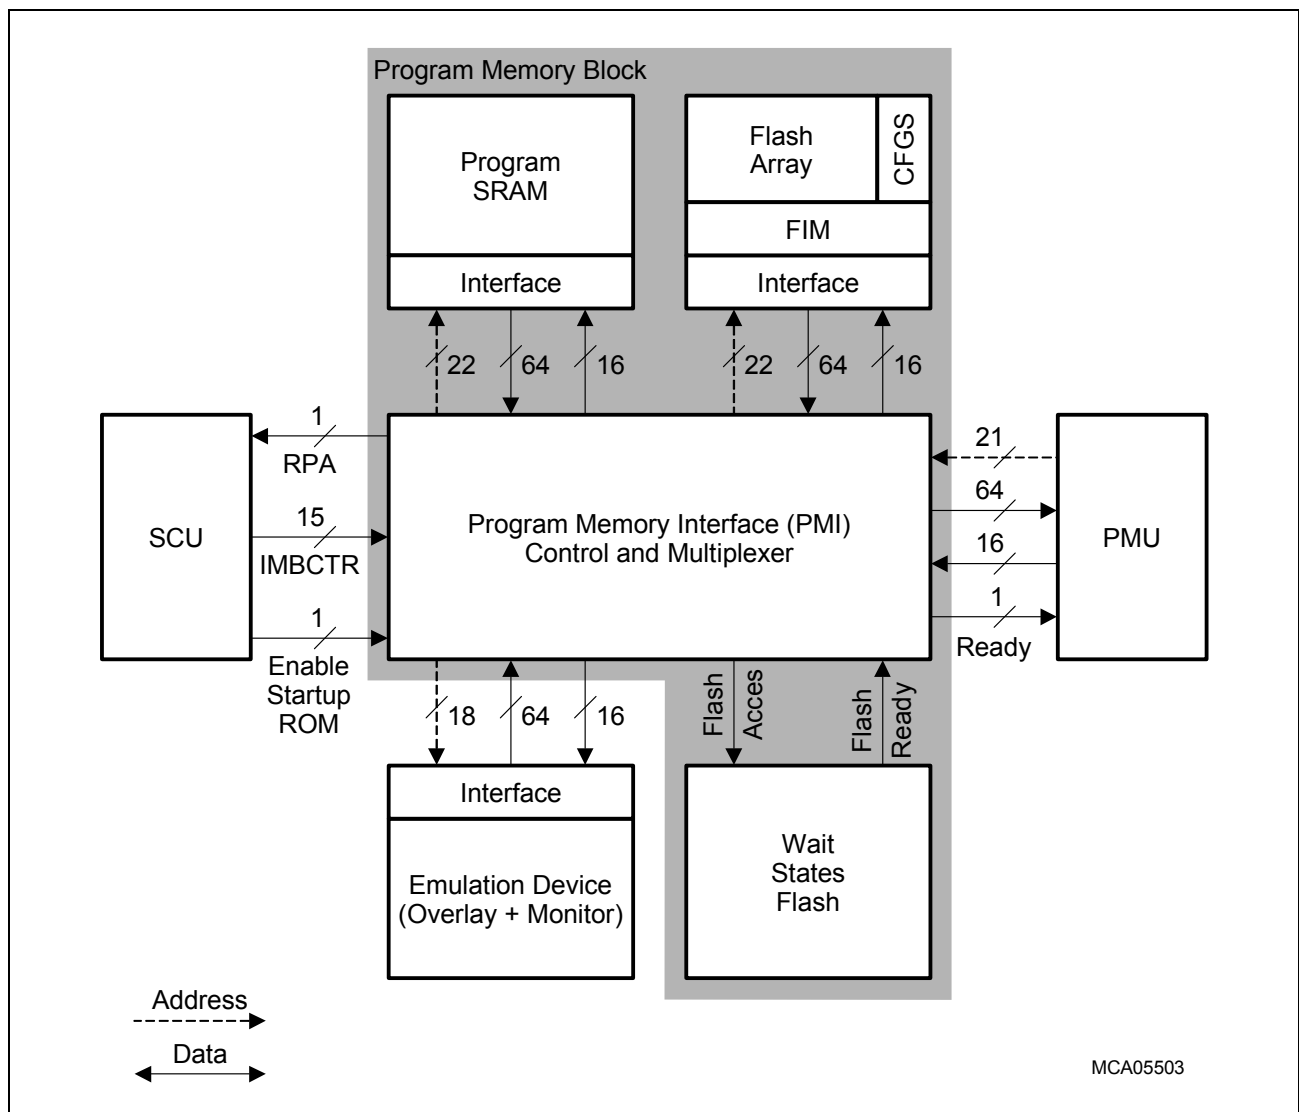 Program Memory Block
Program
SRAM
Interface
Flash
Array
CFGS
FIM
Interface
22
64
16
22
64
16
SCU
1
RPA
15
IMBCTR
1
Enable
Startup
ROM
Program Memory Interface (PMI)
Control and Multiplexer
21
64
16
1
Ready
PMU
18
64
16
Flash
Acces
Flash
Ready
Interface
Emulation Device
(Overlay + Monitor)
Wait
States
Flash
Address
Data
MCA05503